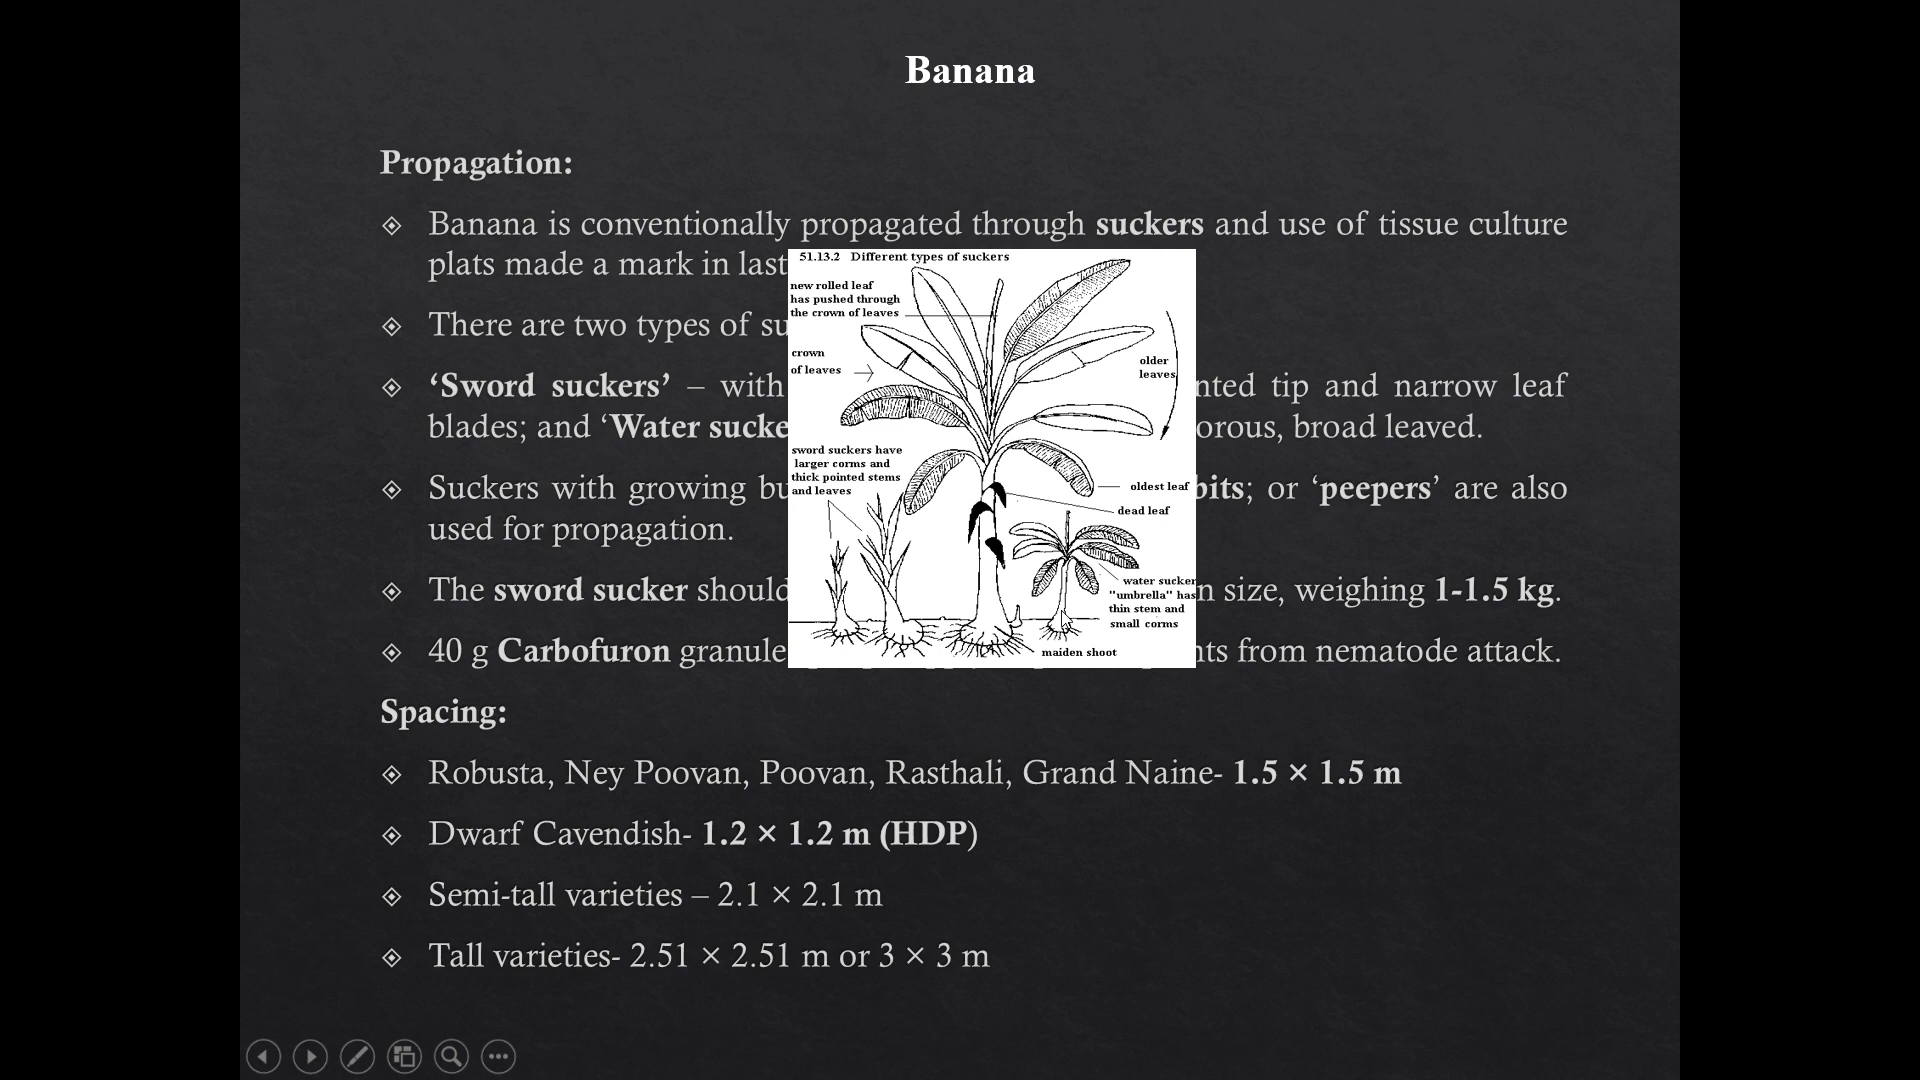 Banana
Propagation:
Banana is conventionally propagated through suckers and use of tissue culture
plats made a mark in last
There are two types of su
‘Sword suckers’ – with nted tip and narrow leaf
blades; and ‘Water sucke orous, broad leaved.
Suckers with growing bu bits; or ‘peepers’ are also
used for propagation.
The sword sucker should n size, weighing 1-1.5 kg.
40 g Carbofuron granule nts from nematode attack.
51.13.2 Different types of suckers
new rolled leaf
has pushed through
the crown of leaves
crown
of leaves
older
leaves
sword suckers have
larger corms and
thick pointed stems
and leaves
oldest leaf
dead leaf
water sucker
"umbrella" has
thin stem and
small corms
maiden shoot
Spacing:
Robusta, Ney Poovan, Poovan, Rasthali, Grand Naine- 1.5 × 1.5 m
Dwarf Cavendish- 1.2 × 1.2 m (HDP)
Semi-tall varieties – 2.1 × 2.1 m
Tall varieties- 2.51 × 2.51 m or 3 × 3 m